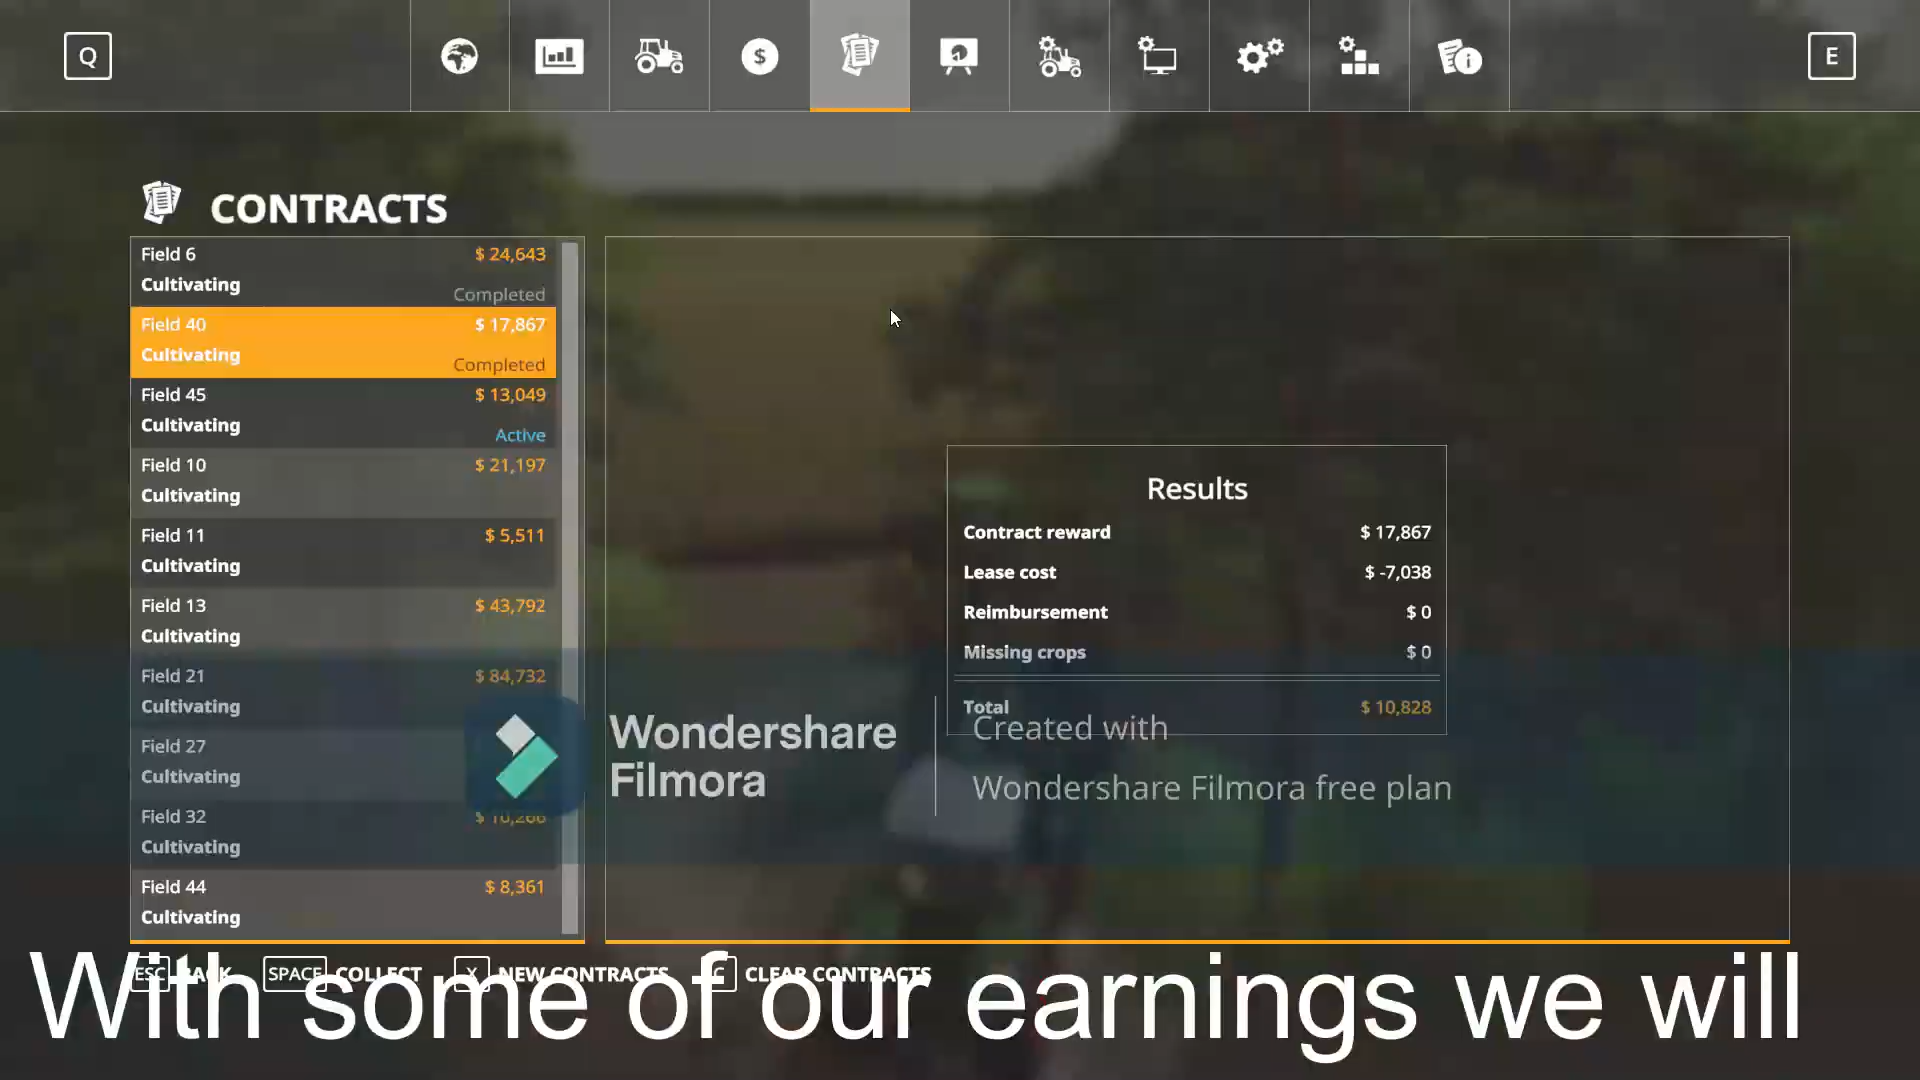 Q
E
CONTRACTS
Field 6 $ 24,643
Cultivating
Completed
Field 40 $ 17,867
Cultivating
Completed
Field 45 $ 13,049
Cultivating
Active
Field 10 $ 21,197
Cultivating
Field 11 $ 5,511
Cultivating
Field 13 $ 43,792
Cultivating
Field 21 $ 84,732
Cultivating
Field 27
Cultivating
Field 32 $ 10,266
Cultivating
Field 44 $ 8,361
Cultivating
Results
Contract reward $ 17,867
Lease cost $ -7,038
Reimbursement $ 0
Missing crops $ 0
Total $ 10,828
Wondershare
Filmora
Created with
Wondershare Filmora free plan
ESC BACK SPACE COLLECT X NEW CONTRACTS C CLEAR CONTRACTS
With some of our earnings we will